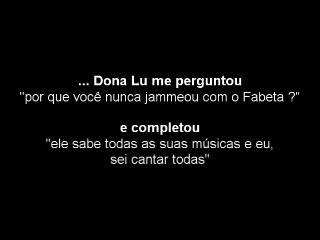 ... Dona Lu me perguntou
"por que você nunca jammeou com o Fabeta ?"
e completou
"ele sabe todas as suas músicas e eu,
sei cantar todas"